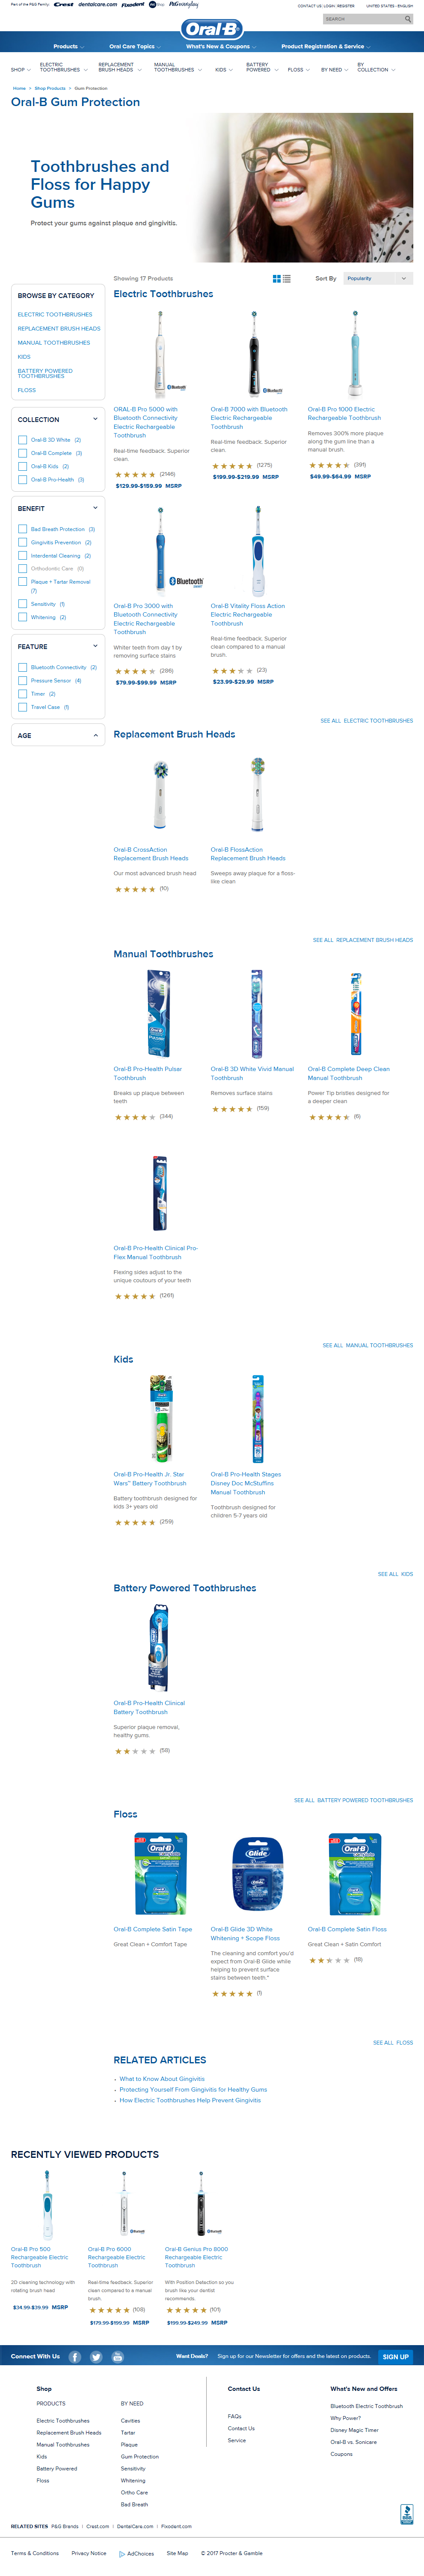 Part of the P&G Family: Crest dentalcare.com Fixodent P&G Shop P&G everyday
CONTACT US | LOGIN | REGISTER UNITED STATES - ENGLISH
SEARCH
Oral-B
Products Oral Care Topics What's New & Coupons Product Registration & Service
SHOP
ELECTRIC
TOOTHBRUSHES
REPLACEMENT
BRUSH HEADS
MANUAL
TOOTHBRUSHES
KIDS
BATTERY
POWERED
FLOSS
BY NEED
BY
COLLECTION
Home > Shop Products > Gum Protection
Oral-B Gum Protection
Toothbrushes and
Floss for Happy
Gums
Protect your gums against plaque and gingivitis.
Showing 17 Products
Sort By Popularity
BROWSE BY CATEGORY
ELECTRIC TOOTHBRUSHES
REPLACEMENT BRUSH HEADS
MANUAL TOOTHBRUSHES
KIDS
BATTERY POWERED
TOOTHBRUSHES
FLOSS
COLLECTION
Oral-B 3D White (2)
Oral-B Complete (3)
Oral-B Kids (2)
Oral-B Pro-Health (3)
BENEFIT
Bad Breath Protection (3)
Gingivitis Prevention (2)
Interdental Cleaning (2)
Orthodontic Care (0)
Plaque + Tartar Removal
(7)
Sensitivity (1)
Whitening (2)
FEATURE
Bluetooth Connectivity (2)
Pressure Sensor (4)
Timer (2)
Travel Case (1)
AGE
Electric Toothbrushes
Bluetooth
ORAL-B Pro 5000 with
Bluetooth Connectivity
Electric Rechargeable
Toothbrush
Real-time feedback. Superior
clean.
(2146)
$129.99-$159.99 MSRP
Bluetooth
Oral-B 7000 with Bluetooth
Electric Rechargeable
Toothbrush
Real-time feedback. Superior
clean.
(1275)
$199.99-$219.99 MSRP
Oral-B Pro 1000 Electric
Rechargeable Toothbrush
Removes 300% more plaque
along the gum line than a
manual brush.
(391)
$49.99-$64.99 MSRP
Bluetooth
Oral-B Pro 3000 with
Bluetooth Connectivity
Electric Rechargeable
Toothbrush
Whiter teeth from day 1 by
removing surface stains
(286)
$79.99-$99.99 MSRP
Oral-B Vitality Floss Action
Electric Rechargeable
Toothbrush
Real-time feedback. Superior
clean compared to a manual
brush.
(23)
$23.99-$29.99 MSRP
SEE ALL ELECTRIC TOOTHBRUSHES
Replacement Brush Heads
Oral-B CrossAction
Replacement Brush Heads
Our most advanced brush head
(10)
Oral-B FlossAction
Replacement Brush Heads
Sweeps away plaque for a floss-
like clean
SEE ALL REPLACEMENT BRUSH HEADS
Manual Toothbrushes
Oral-B Pro-Health Pulsar
Toothbrush
Breaks up plaque between
teeth
(344)
Oral-B 3D White Vivid Manual
Toothbrush
Removes surface stains
(159)
Oral-B Complete Deep Clean
Manual Toothbrush
Power Tip bristles designed for
a deeper clean
(6)
Oral-B Pro-Health Clinical Pro-
Flex Manual Toothbrush
Flexing sides adjust to the
unique coutours of your teeth
(1261)
SEE ALL MANUAL TOOTHBRUSHES
Kids
Oral-B Pro-Health Jr. Star
Wars™ Battery Toothbrush
Battery toothbrush designed for
kids 3+ years old
(259)
Oral-B Pro-Health Stages
Disney Doc McStuffins
Manual Toothbrush
Toothbrush designed for
children 5-7 years old
SEE ALL KIDS
Battery Powered Toothbrushes
Oral-B Pro-Health Clinical
Battery Toothbrush
Superior plaque removal,
healthy gums.
(58)
SEE ALL BATTERY POWERED TOOTHBRUSHES
Floss
Oral-B
Oral-B Complete Satin Tape
Great Clean + Comfort Tape
Glide
Oral-B Glide 3D White
Whitening + Scope Floss
The cleaning and comfort you'd
expect from Oral-B Glide while
helping to prevent surface
stains between teeth.™
(1)
Oral-B
Oral-B Complete Satin Floss
Great Clean + Satin Comfort
(18)
SEE ALL FLOSS
RELATED ARTICLES
What to Know About Gingivitis
Protecting Yourself From Gingivitis for Healthy Gums
How Electric Toothbrushes Help Prevent Gingivitis
RECENTLY VIEWED PRODUCTS
Oral-B Pro 500
Rechargeable Electric
Toothbrush
3D cleaning technology with
rotating brush head
$34.99-$39.99 MSRP
Bluetooth
Oral-B Pro 6000
Rechargeable Electric
Toothbrush
Real-time feedback. Superior
clean compared to a manual
brush.
(108)
$179.99-$199.99 MSRP
Bluetooth
Oral-B Genius Pro 8000
Rechargeable Electric
Toothbrush
With Position Detection so you
brush like your dentist
recommends
(101)
$199.99-$249.99 MSRP
Connect With Us
Want Deals? Sign up for our Newsletter for offers and the latest on products. SIGN UP
Shop
PRODUCTS
Electric Toothbrushes
Replacement Brush Heads
Manual Toothbrushes
Kids
Battery Powered
Floss
BY NEED
Cavities
Tartar
Plaque
Gum Protection
Sensitivity
Whitening
Ortho Care
Bad Breath
Contact Us
FAQs
Contact Us
Service
What's New and Offers
Bluetooth Electric Toothbrush
Why Power?
Disney Magic Timer
Oral-B vs. Sonicare
Coupons
BBB
RELATED SITES P&G Brands | Crest.com | DentalCare.com | Fixodent.com
Terms & Conditions Privacy Notice AdChoices Site Map © 2017 Procter & Gamble